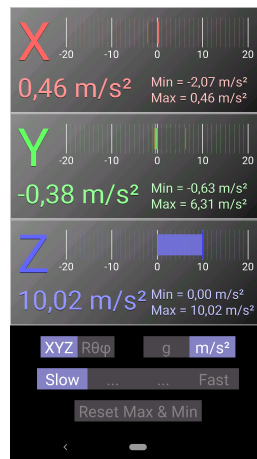 X
-20 -10 0 10 20
0,46 m/s²
Min = -2,07 m/s²
Max = 0,46 m/s²
Y
-20 -10 0 10 20
-0,38 m/s²
Min = -0,63 m/s²
Max = 6,31 m/s²
Z
-20 -10 0 10 20
10,02 m/s²
Min = 0,00 m/s²
Max = 10,02 m/s²
XYZ Rθφ g m/s²
Slow ... ... Fast
Reset Max & Min